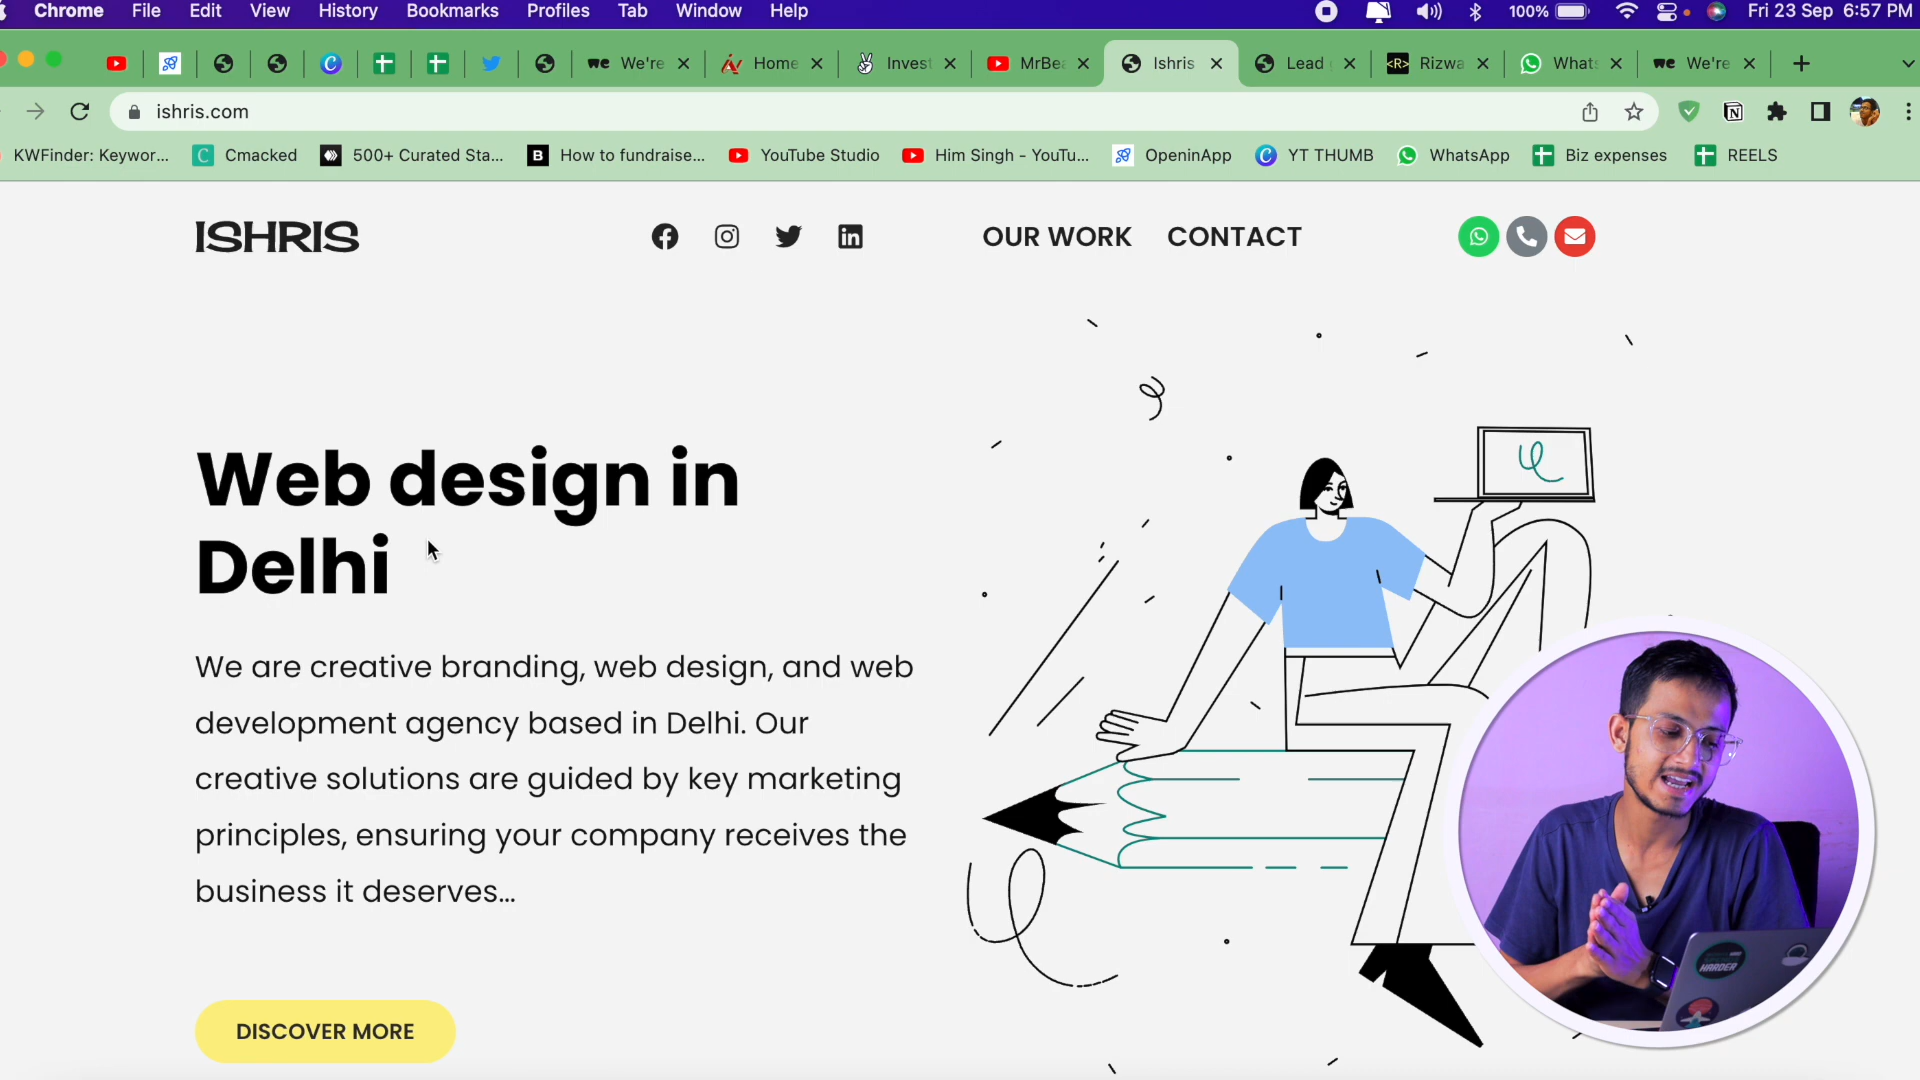 Chrome File Edit View History Bookmarks Profiles Tab Window Help 100% Fri 23 Sep 6:57 PM
We're Home Invest MrBea Ishris Lead <R> Rizwa Whats We're
ishris.com
KWFinder: Keywor... C Cmacked 500+ Curated Sta... B How to fundraise... YouTube Studio Him Singh - YouTu... OpeninApp YT THUMB WhatsApp Biz expenses REELS
ISHRIS OUR WORK CONTACT
Web design in
Delhi
We are creative branding, web design, and web
development agency based in Delhi. Our
creative solutions are guided by key marketing
principles, ensuring your company receives the
business it deserves...
HARDER
DISCOVER MORE